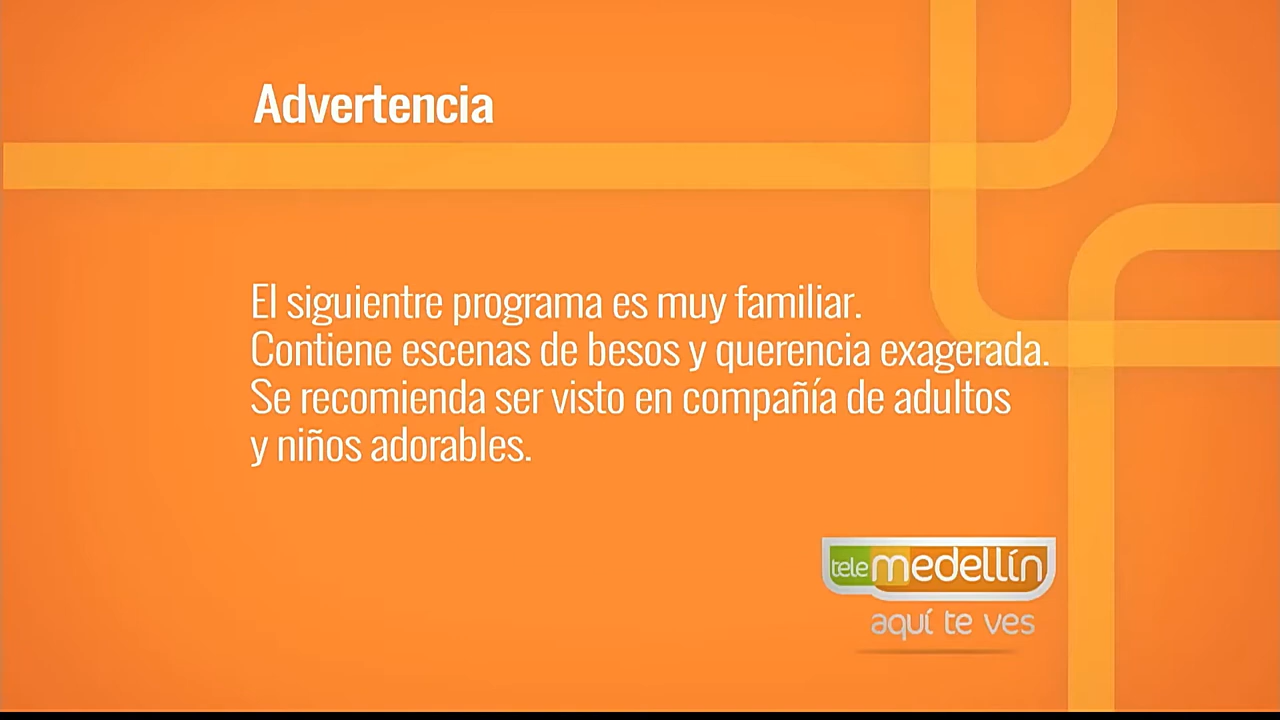 Advertencia
El siguientre programa es muy familiar.
Contiene escenas de besos y querencia exagerada.
Se recomienda ser visto en compañía de adultos
y niños adorables.
tele medellín
aquí te ves